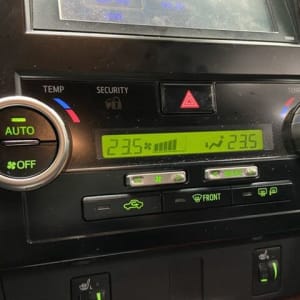 TEMP SECURITY
AUTO
23.5 23.5
OFF
FRONT